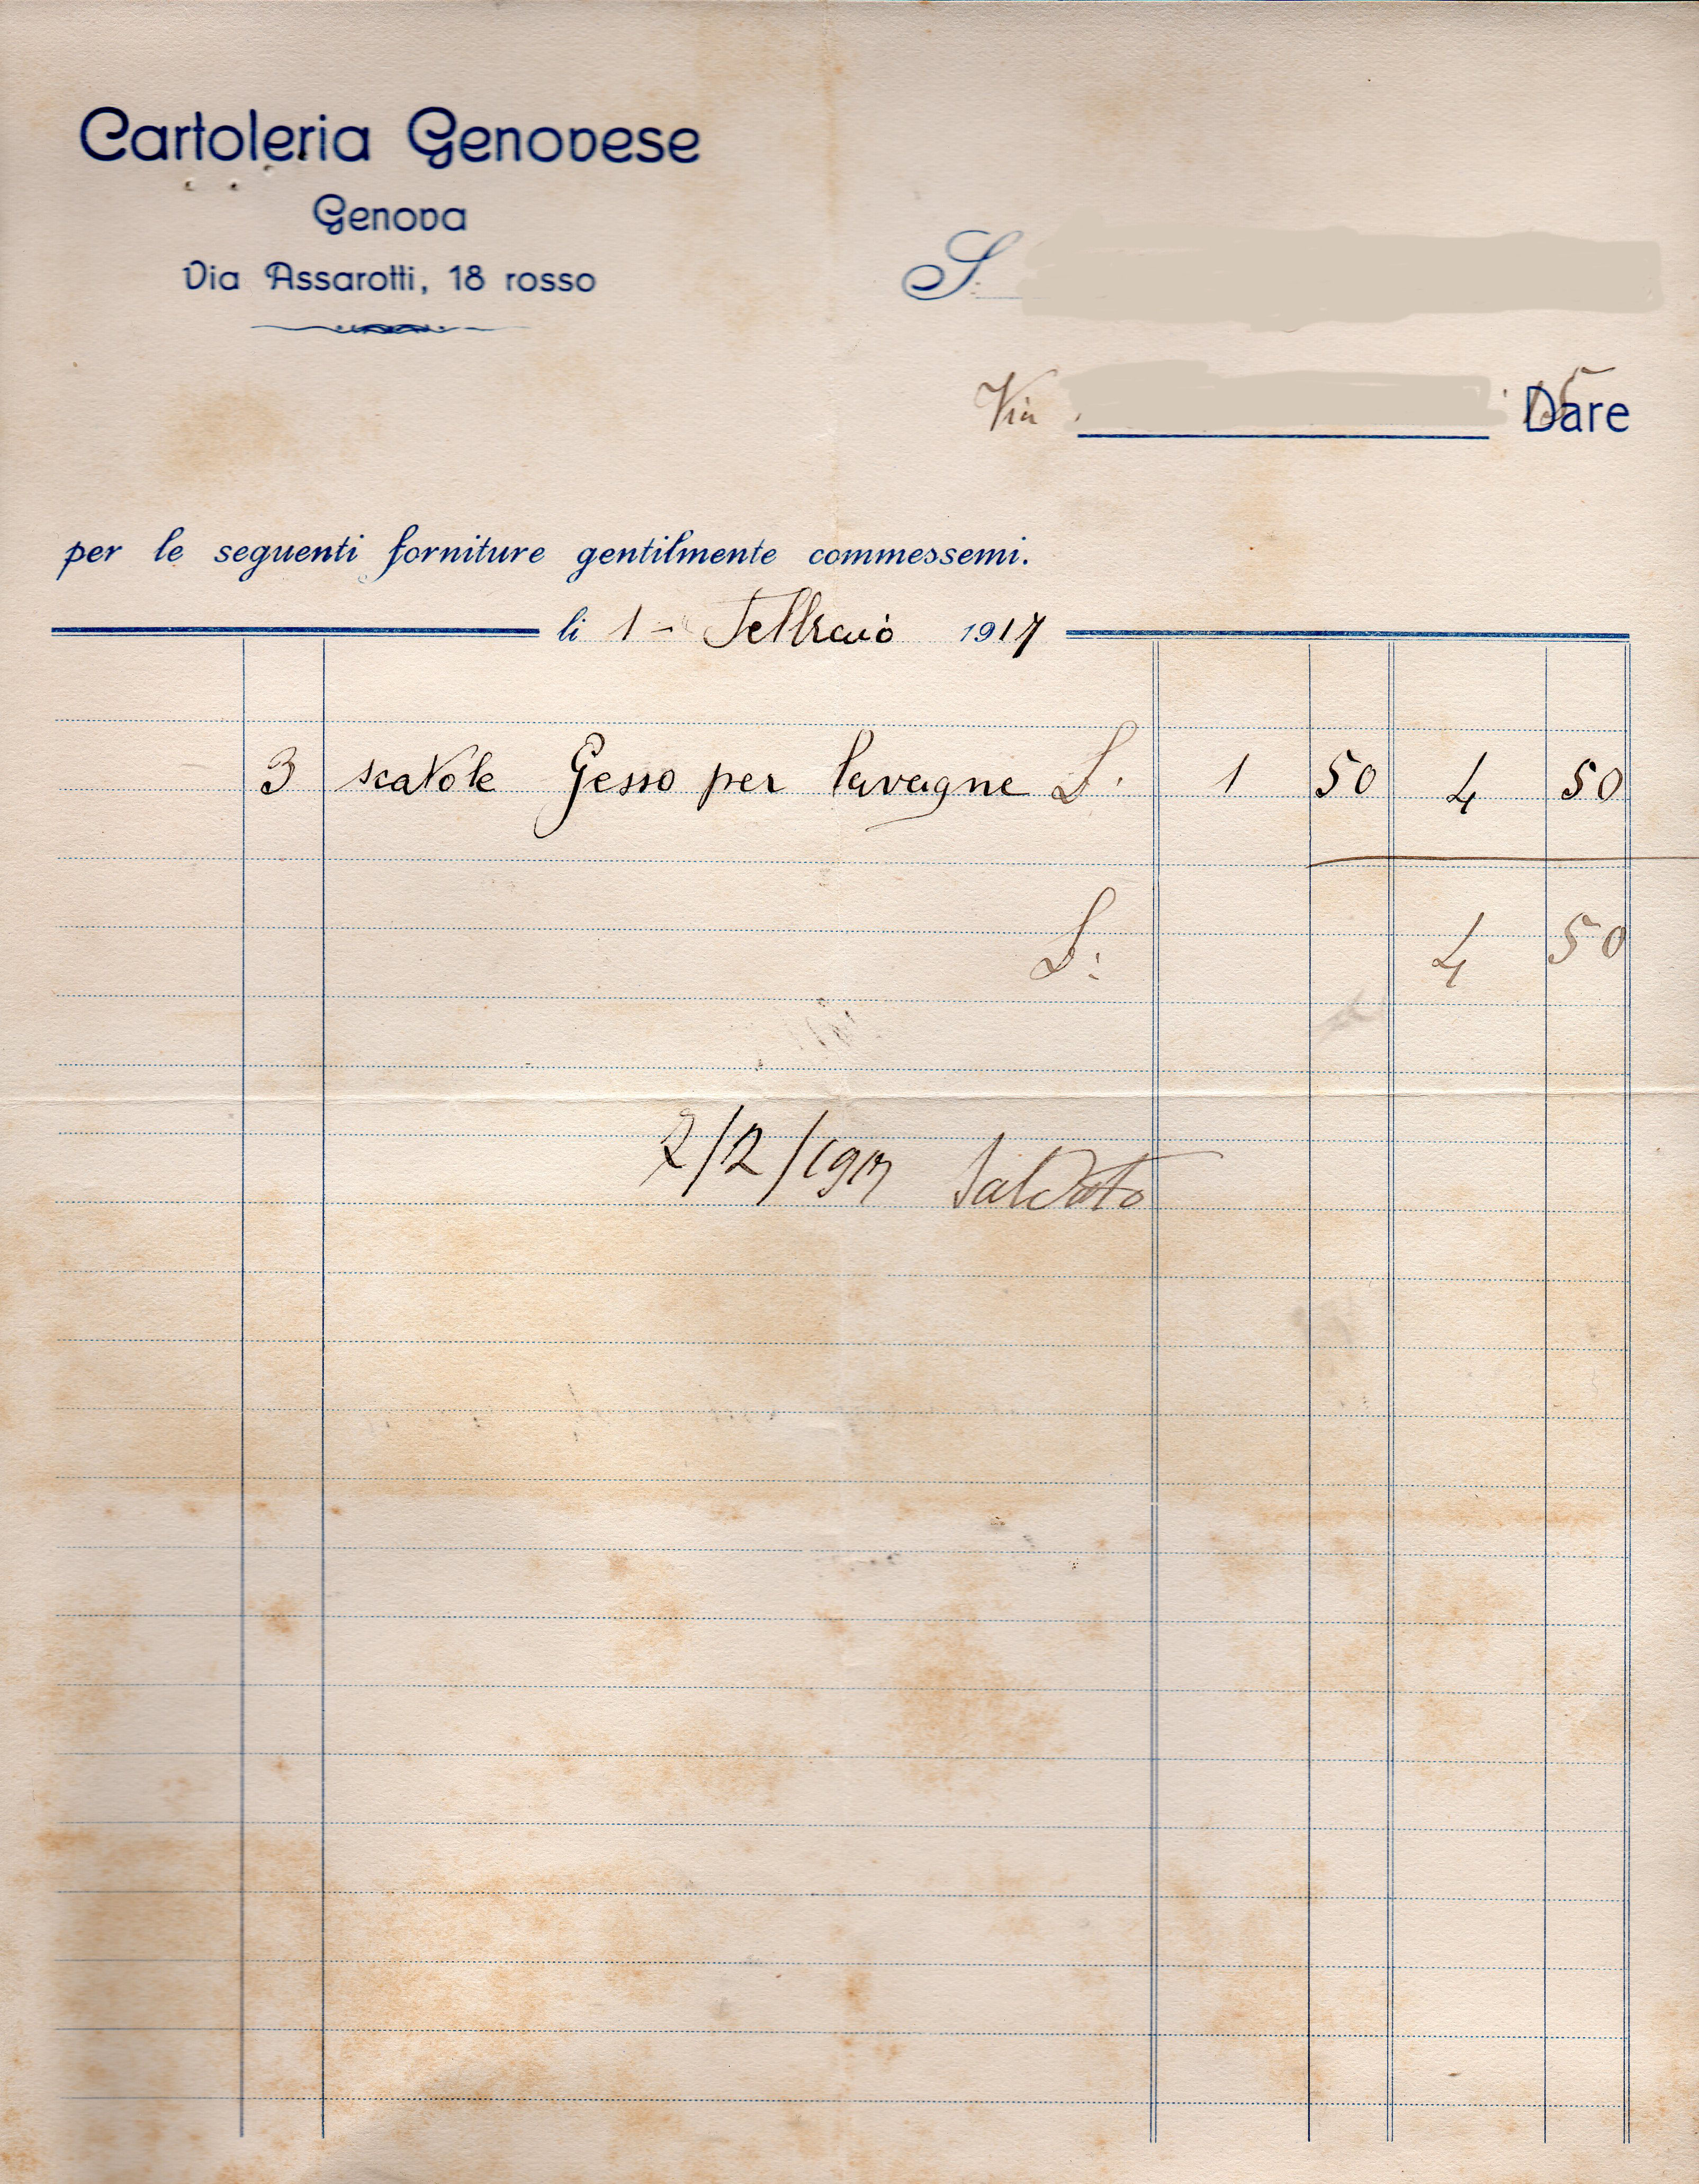 Cartoleria Genovese
Genova
Via Assarotti, 18 rosso
S.
Via 15 Dare
per le seguenti forniture gentilmente commessemi.
li 1 - Febbraio 1917
3 scatole Gesso per lavagne L. 1 50 4 50
L: 4 50
2/2/1917 Saldato